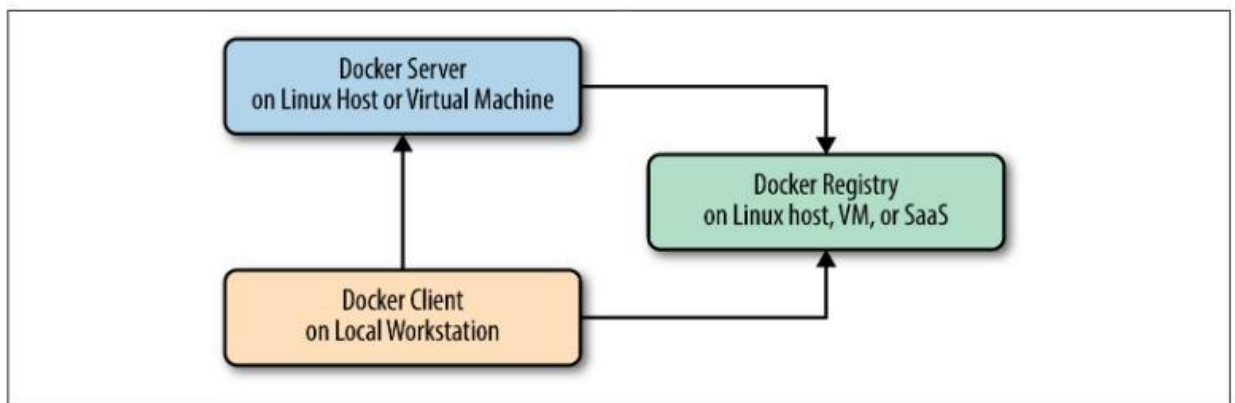 Docker Server
on Linux Host or Virtual Machine
Docker Registry
on Linux host, VM, or SaaS
Docker Client
on Local Workstation